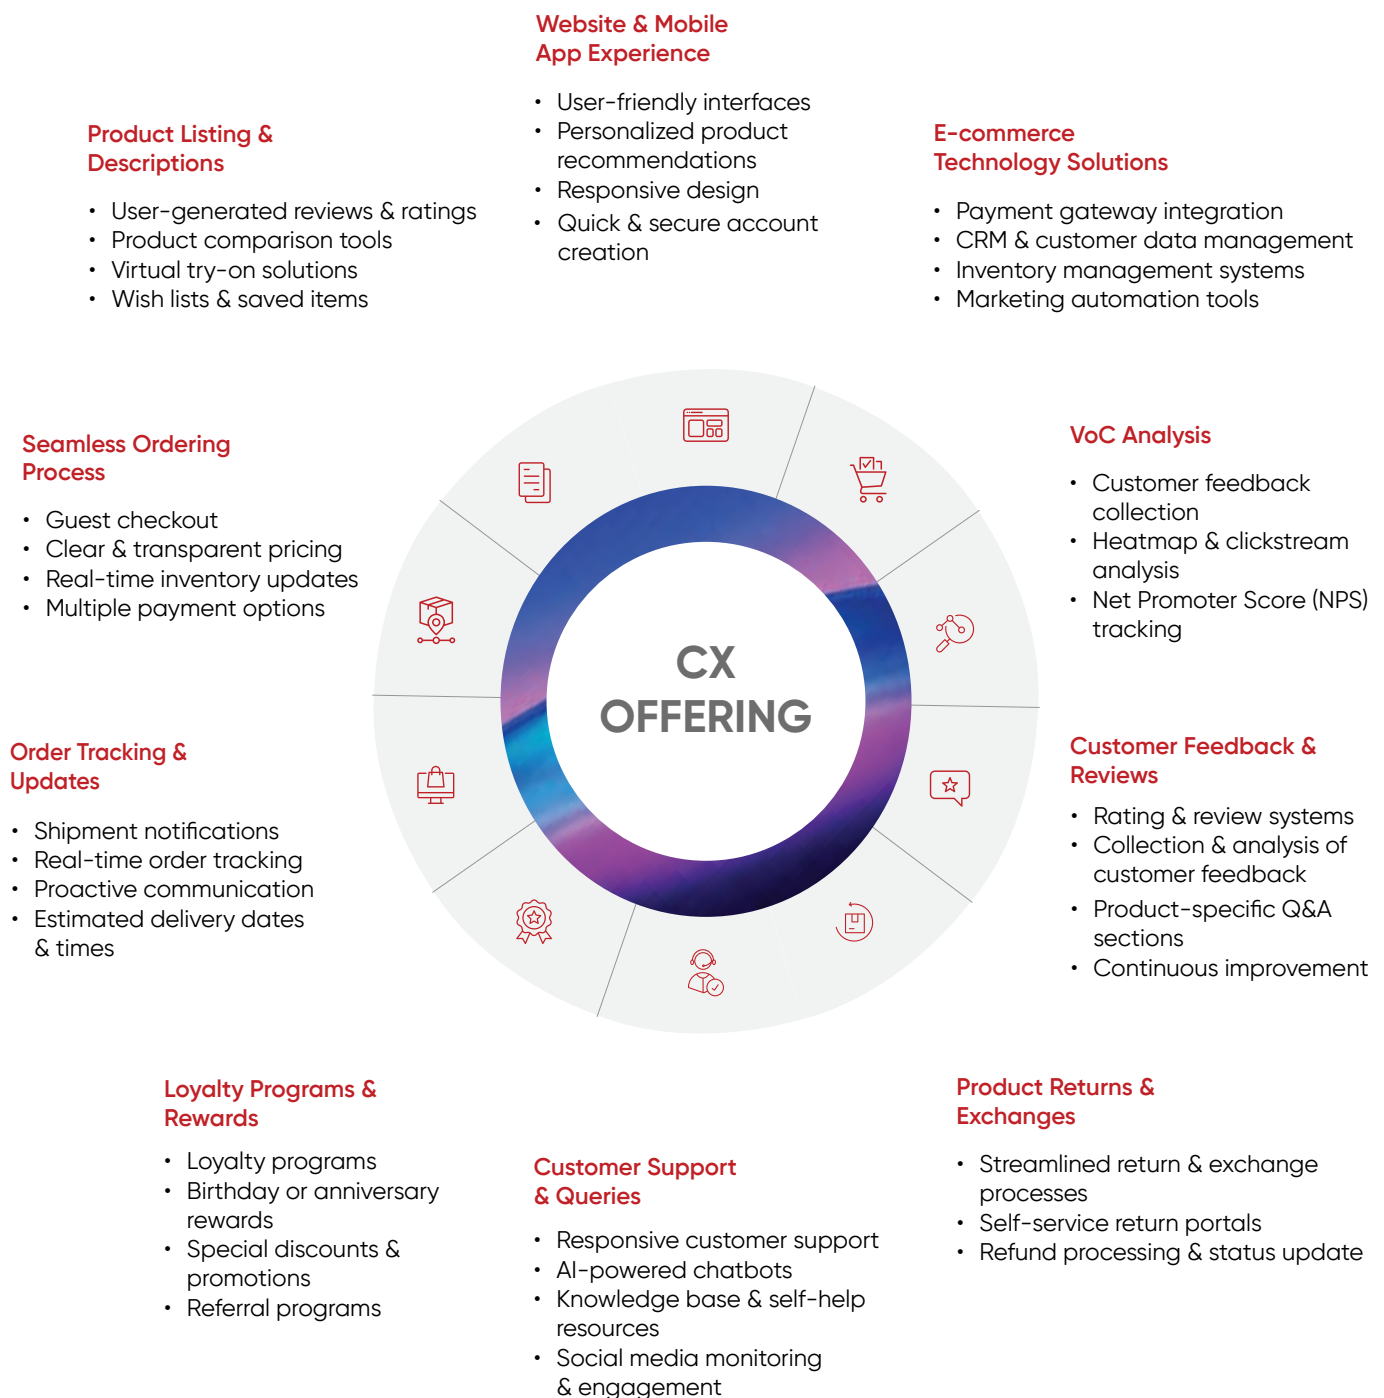 Website & Mobile
App Experience
• User-friendly interfaces
• Personalized product
recommendations
• Responsive design
• Quick & secure account
creation
Product Listing &
Descriptions
• User-generated reviews & ratings
• Product comparison tools
• Virtual try-on solutions
• Wish lists & saved items
E-commerce
Technology Solutions
• Payment gateway integration
• CRM & customer data management
• Inventory management systems
• Marketing automation tools
Seamless Ordering
Process
• Guest checkout
• Clear & transparent pricing
• Real-time inventory updates
• Multiple payment options
VoC Analysis
• Customer feedback
collection
• Heatmap & clickstream
analysis
• Net Promoter Score (NPS)
tracking
CX
OFFERING
Order Tracking &
Updates
• Shipment notifications
• Real-time order tracking
• Proactive communication
• Estimated delivery dates
& times
Customer Feedback &
Reviews
• Rating & review systems
• Collection & analysis of
customer feedback
• Product-specific Q&A
sections
• Continuous improvement
Loyalty Programs &
Rewards
• Loyalty programs
• Birthday or anniversary
rewards
• Special discounts &
promotions
• Referral programs
Customer Support
& Queries
• Responsive customer support
• AI-powered chatbots
• Knowledge base & self-help
resources
• Social media monitoring
& engagement
Product Returns &
Exchanges
• Streamlined return & exchange
processes
• Self-service return portals
• Refund processing & status update